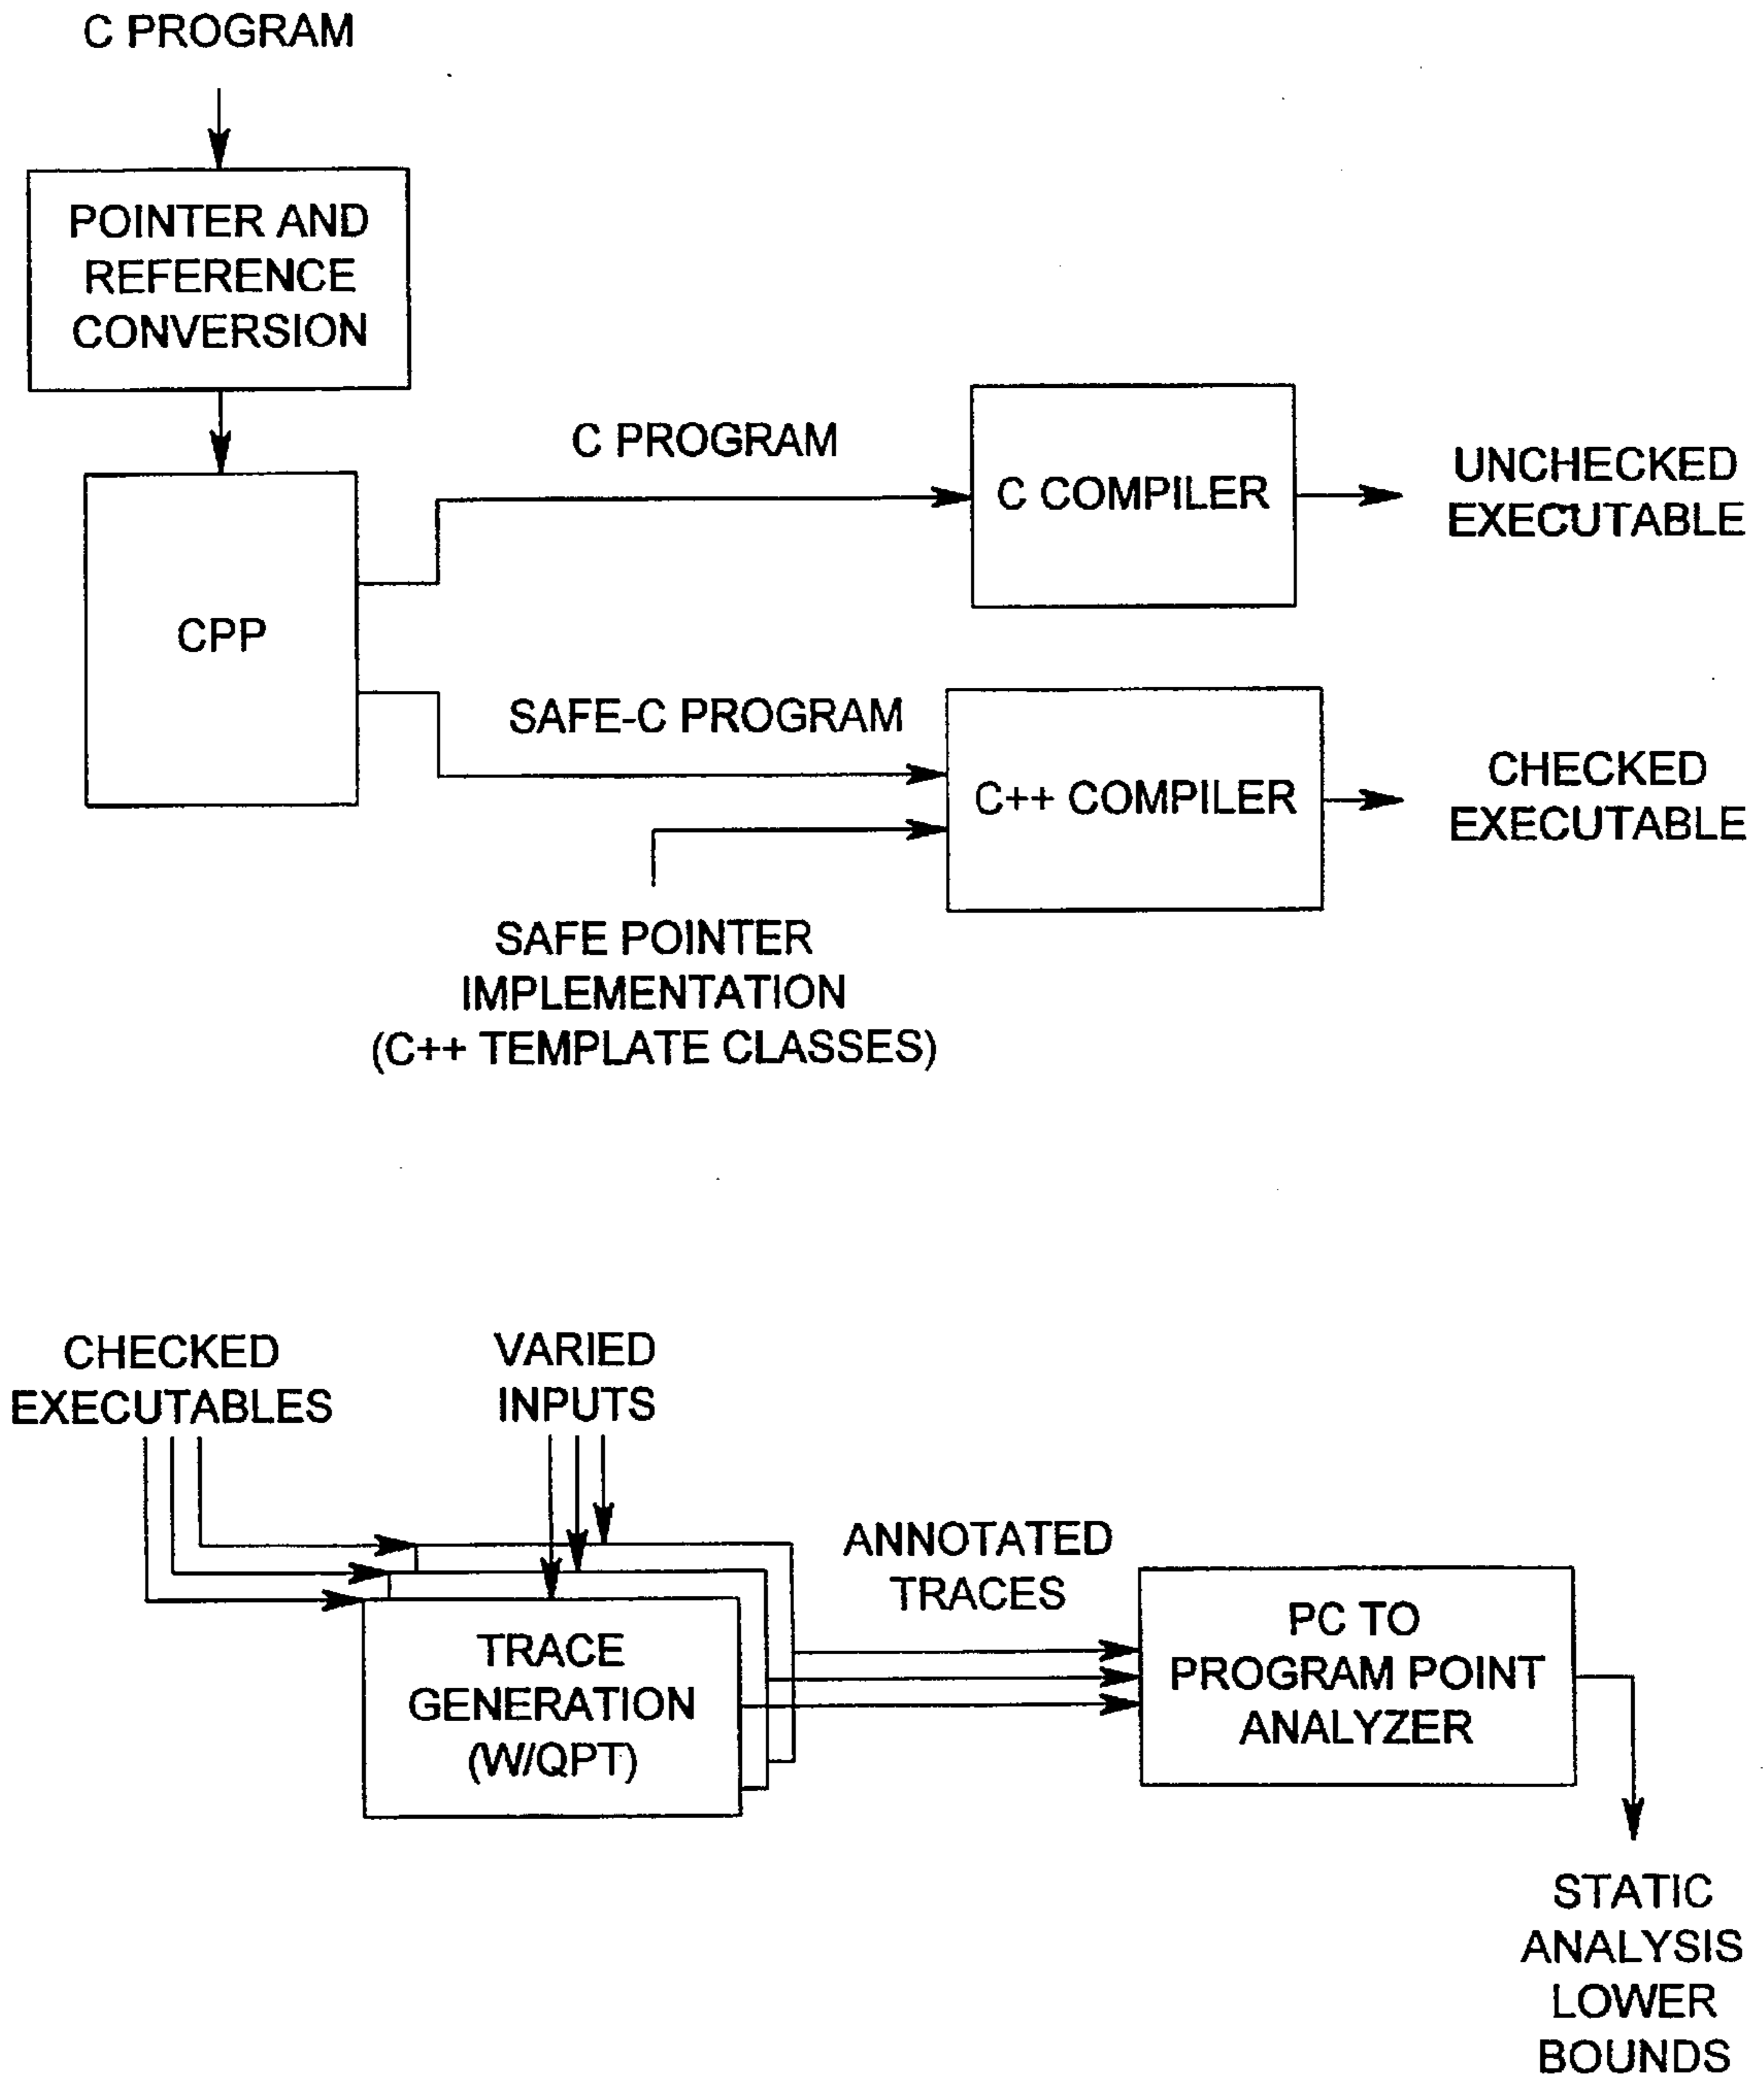 C PROGRAM
POINTER AND
REFERENCE
CONVERSION
CPP
C PROGRAM
C COMPILER
UNCHECKED
EXECUTABLE
SAFE-C PROGRAM
C++ COMPILER
CHECKED
EXECUTABLE
SAFE POINTER
IMPLEMENTATION
(C++ TEMPLATE CLASSES)
CHECKED
EXECUTABLES
VARIED
INPUTS
TRACE
GENERATION
(W/QPT)
ANNOTATED
TRACES
PC TO
PROGRAM POINT
ANALYZER
STATIC
ANALYSIS
LOWER
BOUNDS